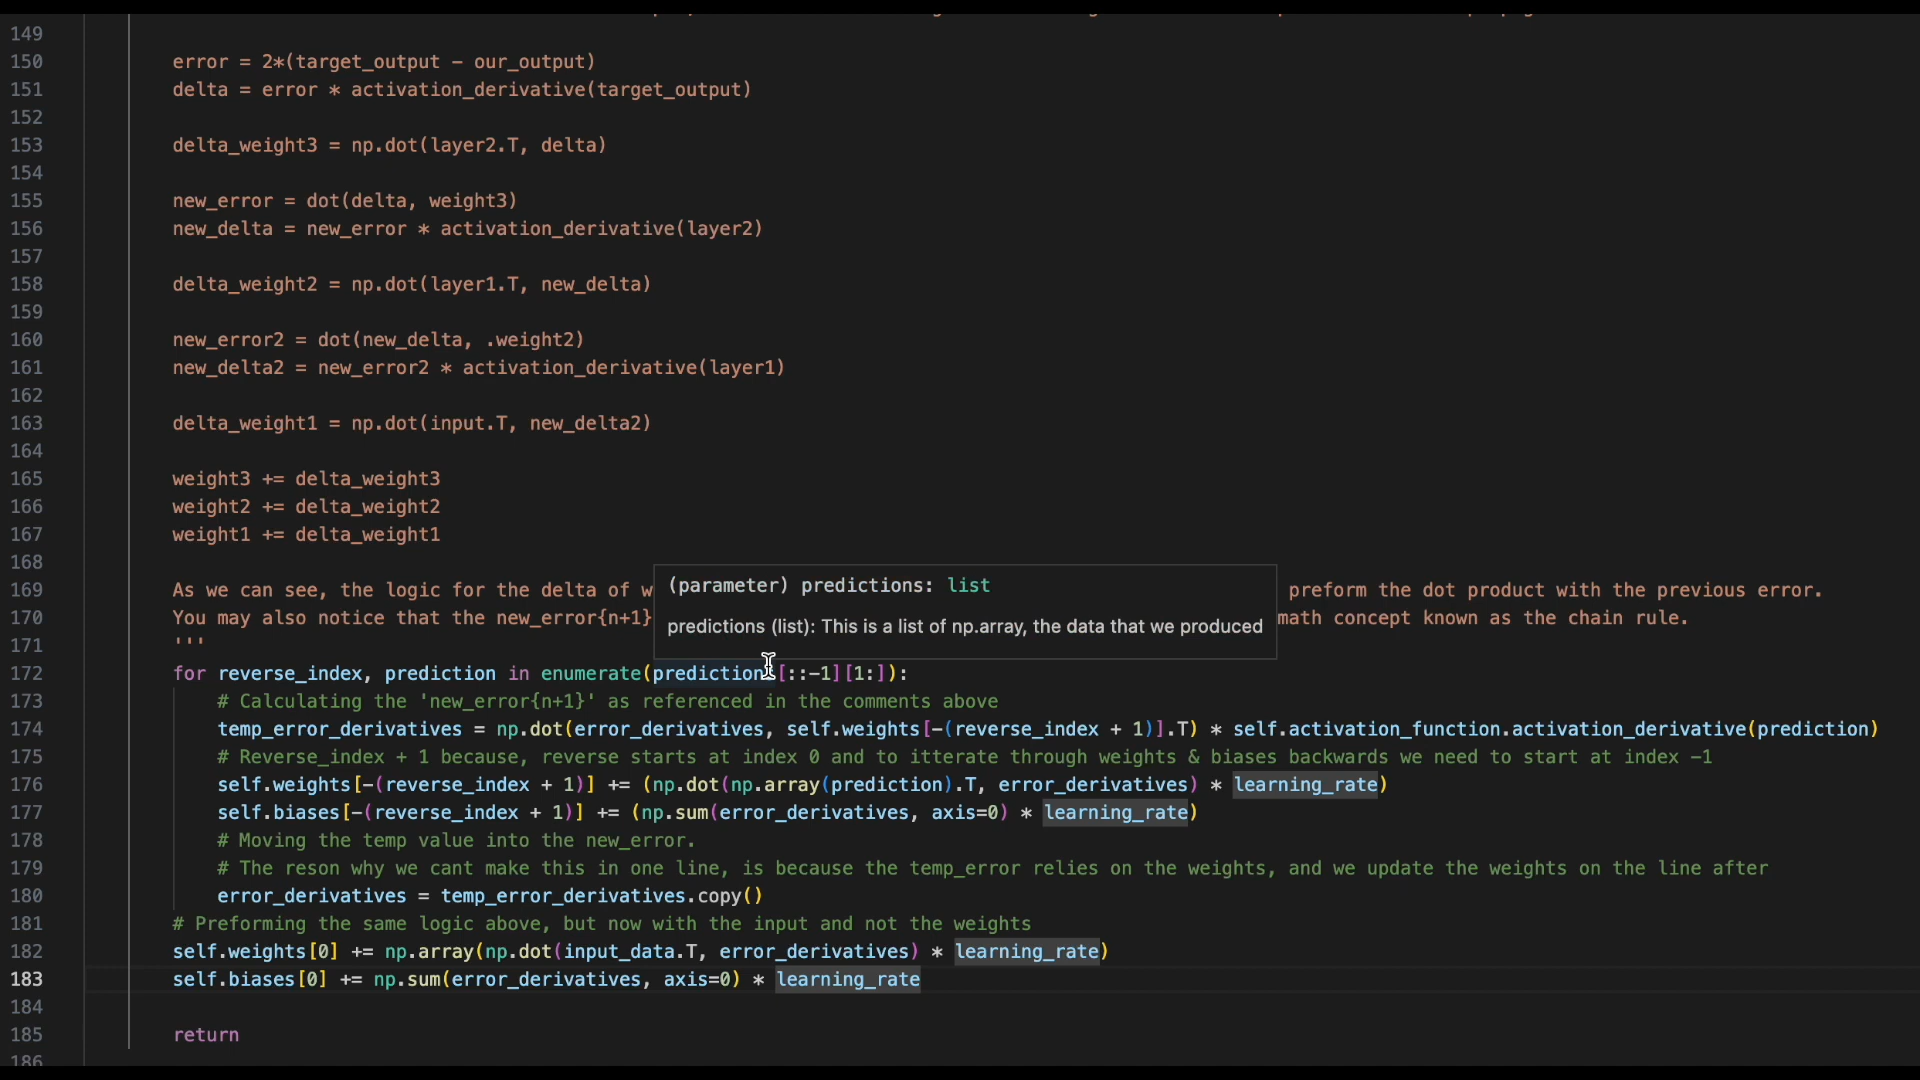 149
150 error = 2*(target_output - our_output)
151 delta = error * activation_derivative(target_output)
152
153 delta_weight3 = np.dot(layer2.T, delta)
154
155 new_error = dot(delta, weight3)
156 new_delta = new_error * activation_derivative(layer2)
157
158 delta_weight2 = np.dot(layer1.T, new_delta)
159
160 new_error2 = dot(new_delta, .weight2)
161 new_delta2 = new_error2 * activation_derivative(layer1)
162
163 delta_weight1 = np.dot(input.T, new_delta2)
164
165 weight3 += delta_weight3
166 weight2 += delta_weight2
167 weight1 += delta_weight1
168
(parameter) predictions: list
predictions (list): This is a list of np.array, the data that we produced
169 As we can see, the logic for the delta of w preform the dot product with the previous error.
170 You may also notice that the new_error{n+1} math concept known as the chain rule.
171 '''
172 for reverse_index, prediction in enumerate(predictions[::-1][1:]):
173 # Calculating the 'new_error{n+1}' as referenced in the comments above
174 temp_error_derivatives = np.dot(error_derivatives, self.weights[-(reverse_index + 1)].T) * self.activation_function.activation_derivative(prediction)
175 # Reverse_index + 1 because, reverse starts at index 0 and to itterate through weights & biases backwards we need to start at index -1
176 self.weights[-(reverse_index + 1)] += (np.dot(np.array(prediction).T, error_derivatives) * learning_rate)
177 self.biases[-(reverse_index + 1)] += (np.sum(error_derivatives, axis=0) * learning_rate)
178 # Moving the temp value into the new_error.
179 # The reson why we cant make this in one line, is because the temp_error relies on the weights, and we update the weights on the line after
180 error_derivatives = temp_error_derivatives.copy()
181 # Preforming the same logic above, but now with the input and not the weights
182 self.weights[0] += np.array(np.dot(input_data.T, error_derivatives) * learning_rate)
183 self.biases[0] += np.sum(error_derivatives, axis=0) * learning_rate
184
185 return
186